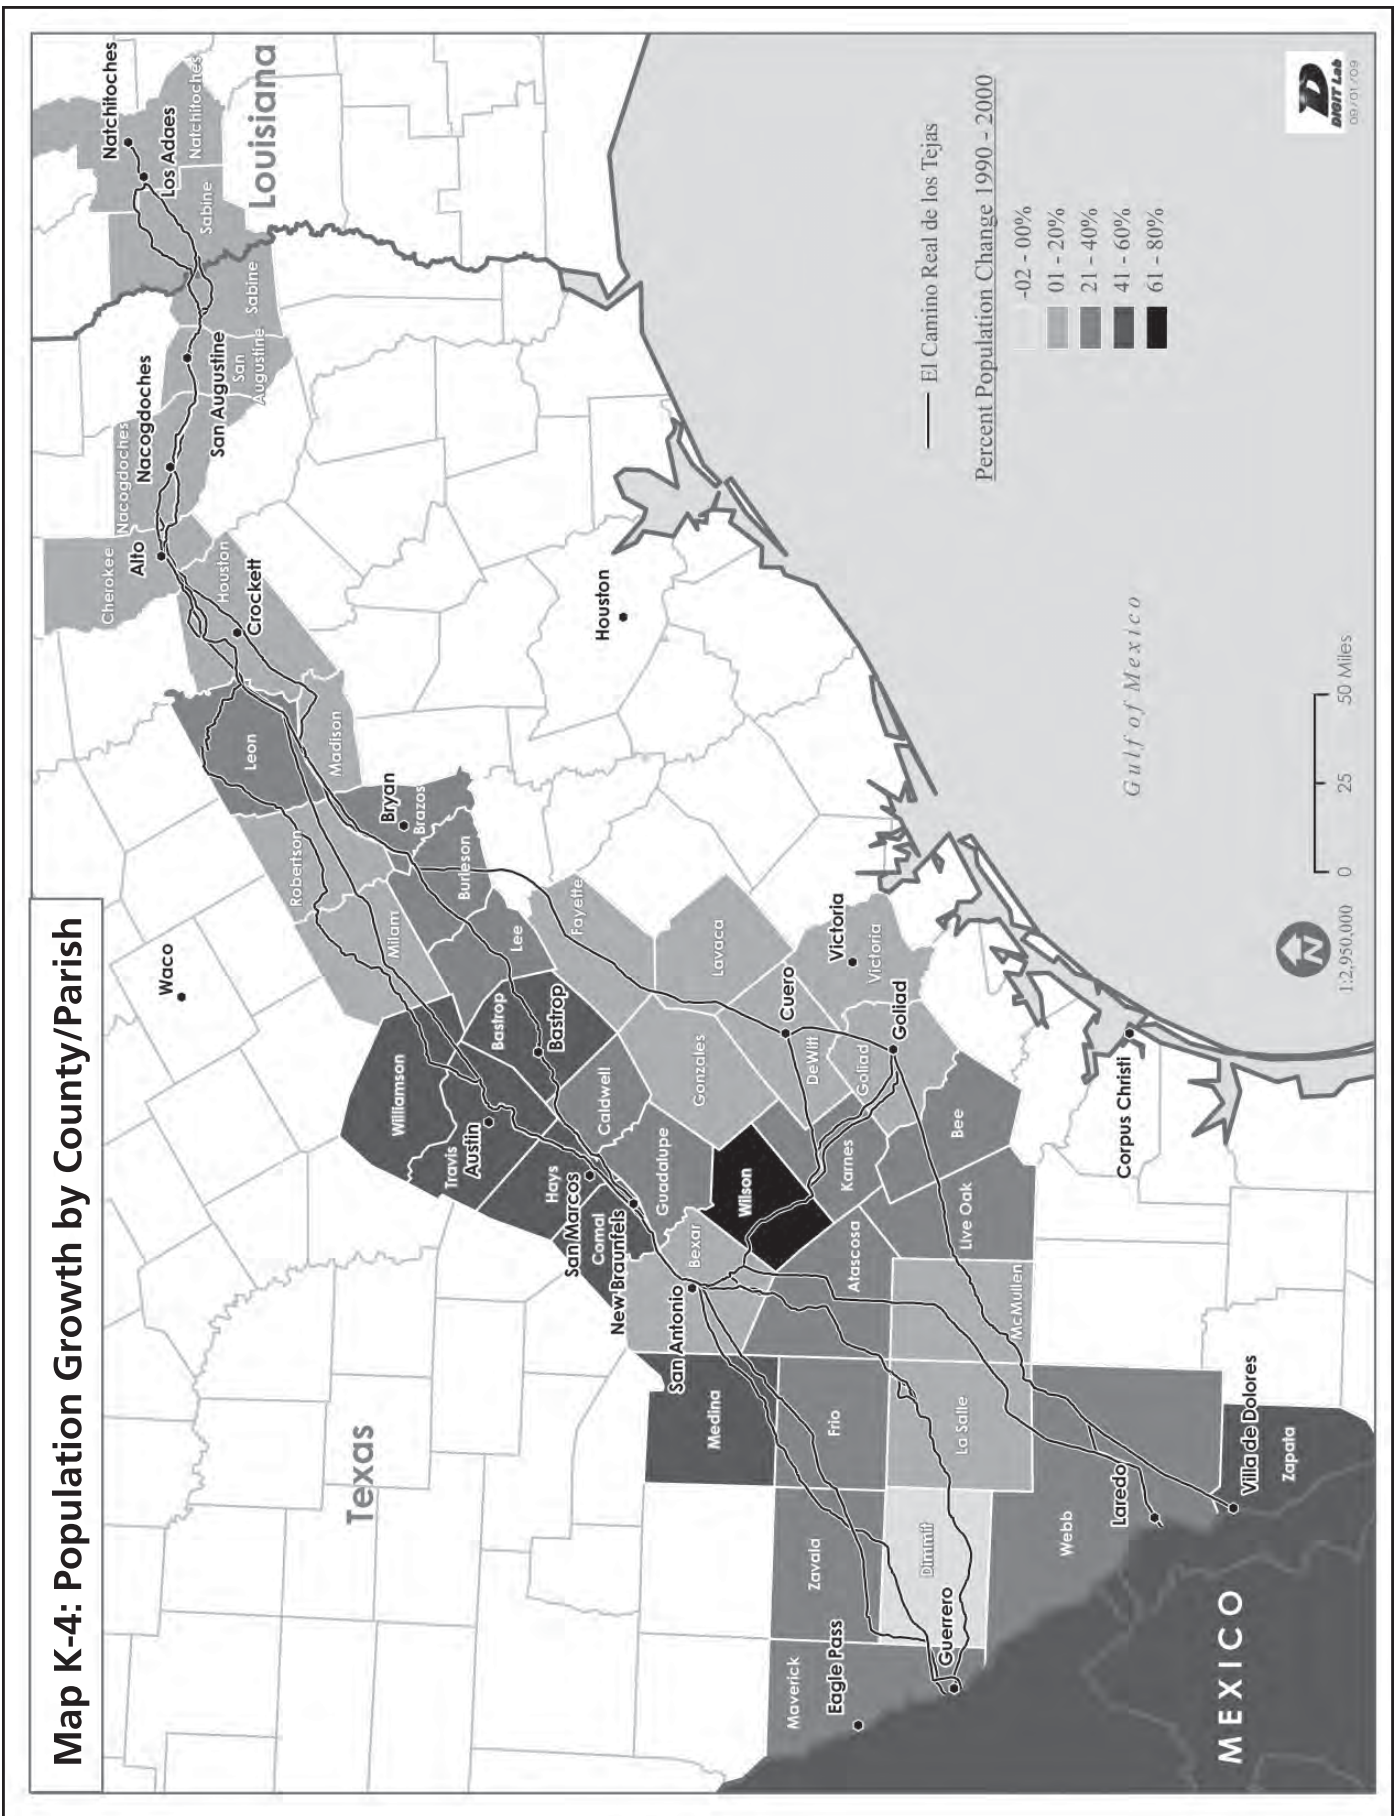 Map K-4: Population Growth by County/Parish
Natchitoches
Los Adaes
Natchitoches
Louisiana
Sabine
Sabine
San Augustine
San
Augustine
Nacogdoches
Nacogdoches
Alto
Cherokee
Houston
Crockett
Houston
Leon
Madison
Bryan
Brazos
Robertson
Burleson
Milam
Lee
Fayette
Waco
Lavaca
Victoria
Victoria
Cuero
DeWitt
Goliad
Goliad
Bastrop
Bastrop
Williamson
Travis
Austin
Caldwell
Gonzales
Hays
San Marcos
Comal
New Braunfels
Guadalupe
Wilson
Karnes
Bee
Bexar
San Antonio
Atascosa
Live Oak
McMullen
Corpus Christi
Texas
Medina
Frio
La Salle
Zavala
Dimmit
Webb
Laredo
Villa de Dolores
Zapata
Maverick
Eagle Pass
Guerrero
MEXICO
Gulf of Mexico
El Camino Real de los Tejas
Percent Population Change 1990 - 2000
-02 - 00%
01 - 20%
21 - 40%
41 - 60%
61 - 80%
N
1:2,950,000
0 25 50 Miles
D
DIGIT Lab
09/01/09